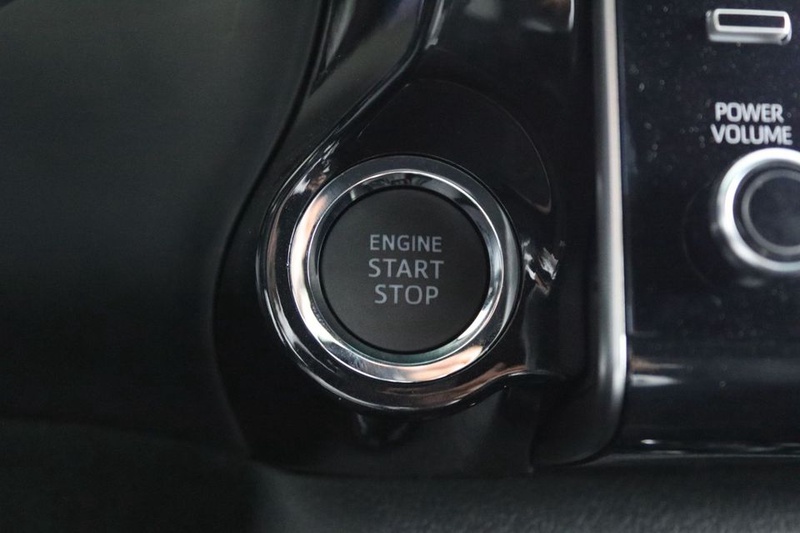 POWER
VOLUME
ENGINE
START
STOP